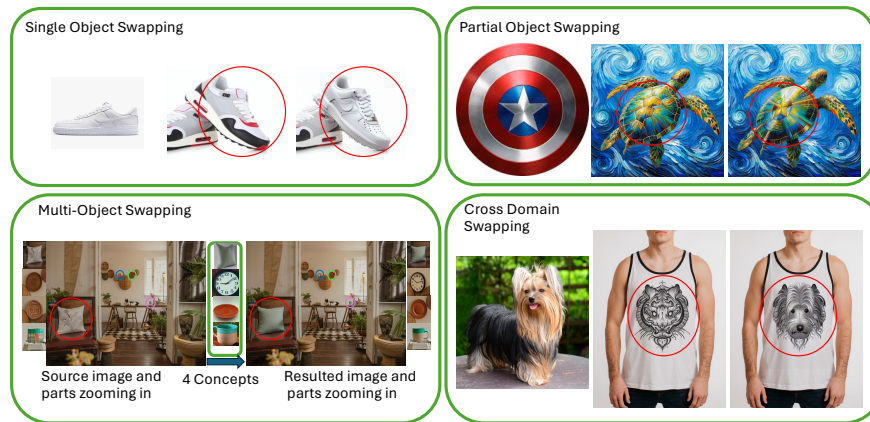 Single Object Swapping
Partial Object Swapping
Multi-Object Swapping
Cross Domain
Swapping
Source image and
parts zooming in
4 Concepts
Resulted image and
parts zooming in